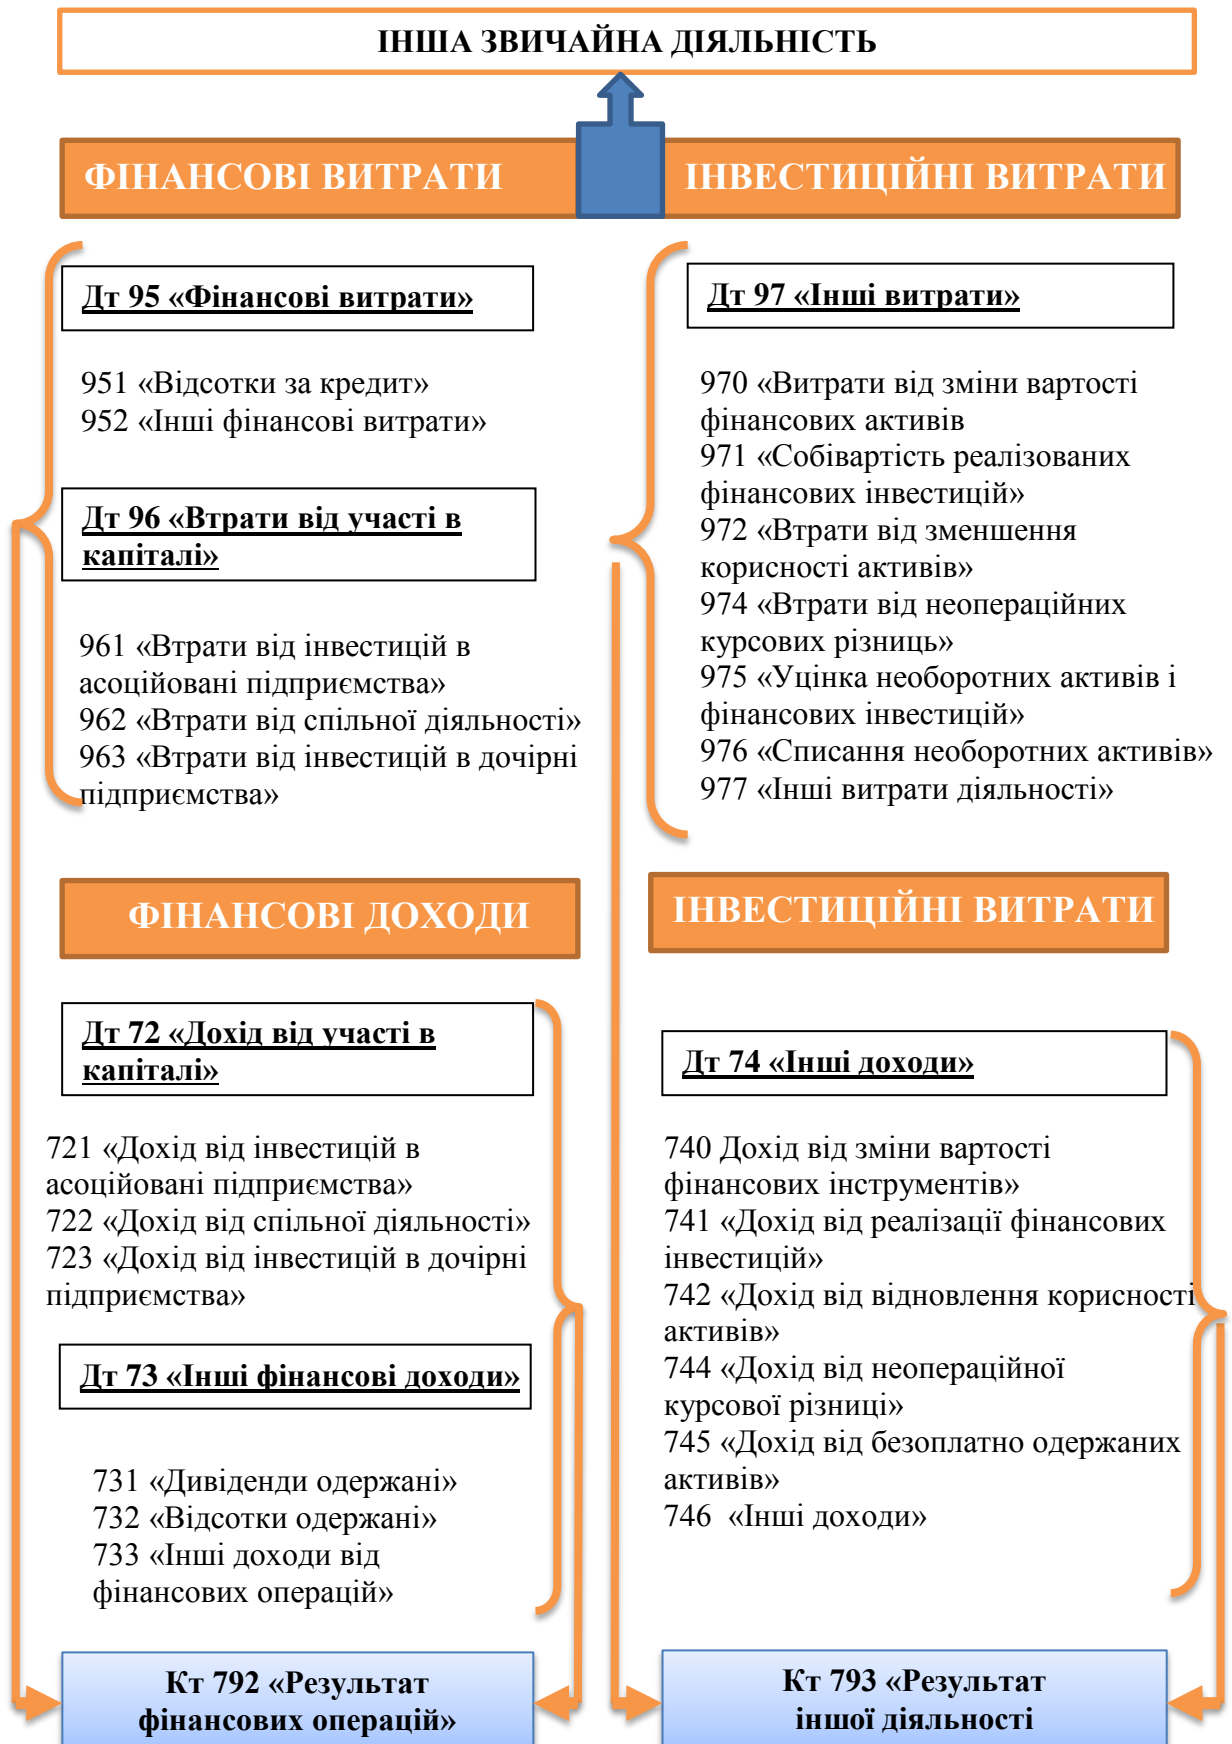 ІНША ЗВИЧАЙНА ДІЯЛЬНІСТЬ
ФІНАНСОВІ ВИТРАТИ
ІНВЕСТИЦІЙНІ ВИТРАТИ
Дт 95 «Фінансові витрати»
951 «Відсотки за кредит»
952 «Інші фінансові витрати»
Дт 96 «Втрати від участі в
капіталі»
961 «Втрати від інвестицій в
асоційовані підприємства»
962 «Втрати від спільної діяльності»
963 «Втрати від інвестицій в дочірні
підприємства»
Дт 97 «Інші витрати»
970 «Витрати від зміни вартості
фінансових активів
971 «Собівартість реалізованих
фінансових інвестицій»
972 «Втрати від зменшення
корисності активів»
974 «Втрати від неопераційних
курсових різниць»
975 «Уцінка необоротних активів і
фінансових інвестицій»
976 «Списання необоротних активів»
977 «Інші витрати діяльності»
ФІНАНСОВІ ДОХОДИ
ІНВЕСТИЦІЙНІ ВИТРАТИ
Дт 72 «Дохід від участі в
капіталі»
721 «Дохід від інвестицій в
асоційовані підприємства»
722 «Дохід від спільної діяльності»
723 «Дохід від інвестицій в дочірні
підприємства»
Дт 73 «Інші фінансові доходи»
731 «Дивіденди одержані»
732 «Відсотки одержані»
733 «Інші доходи від
фінансових операцій»
Дт 74 «Інші доходи»
740 Дохід від зміни вартості
фінансових інструментів»
741 «Дохід від реалізації фінансових
інвестицій»
742 «Дохід від відновлення корисності
активів»
744 «Дохід від неопераційної
курсової різниці»
745 «Дохід від безоплатно одержаних
активів»
746 «Інші доходи»
Кт 792 «Результат
фінансових операцій»
Кт 793 «Результат
іншої діяльності